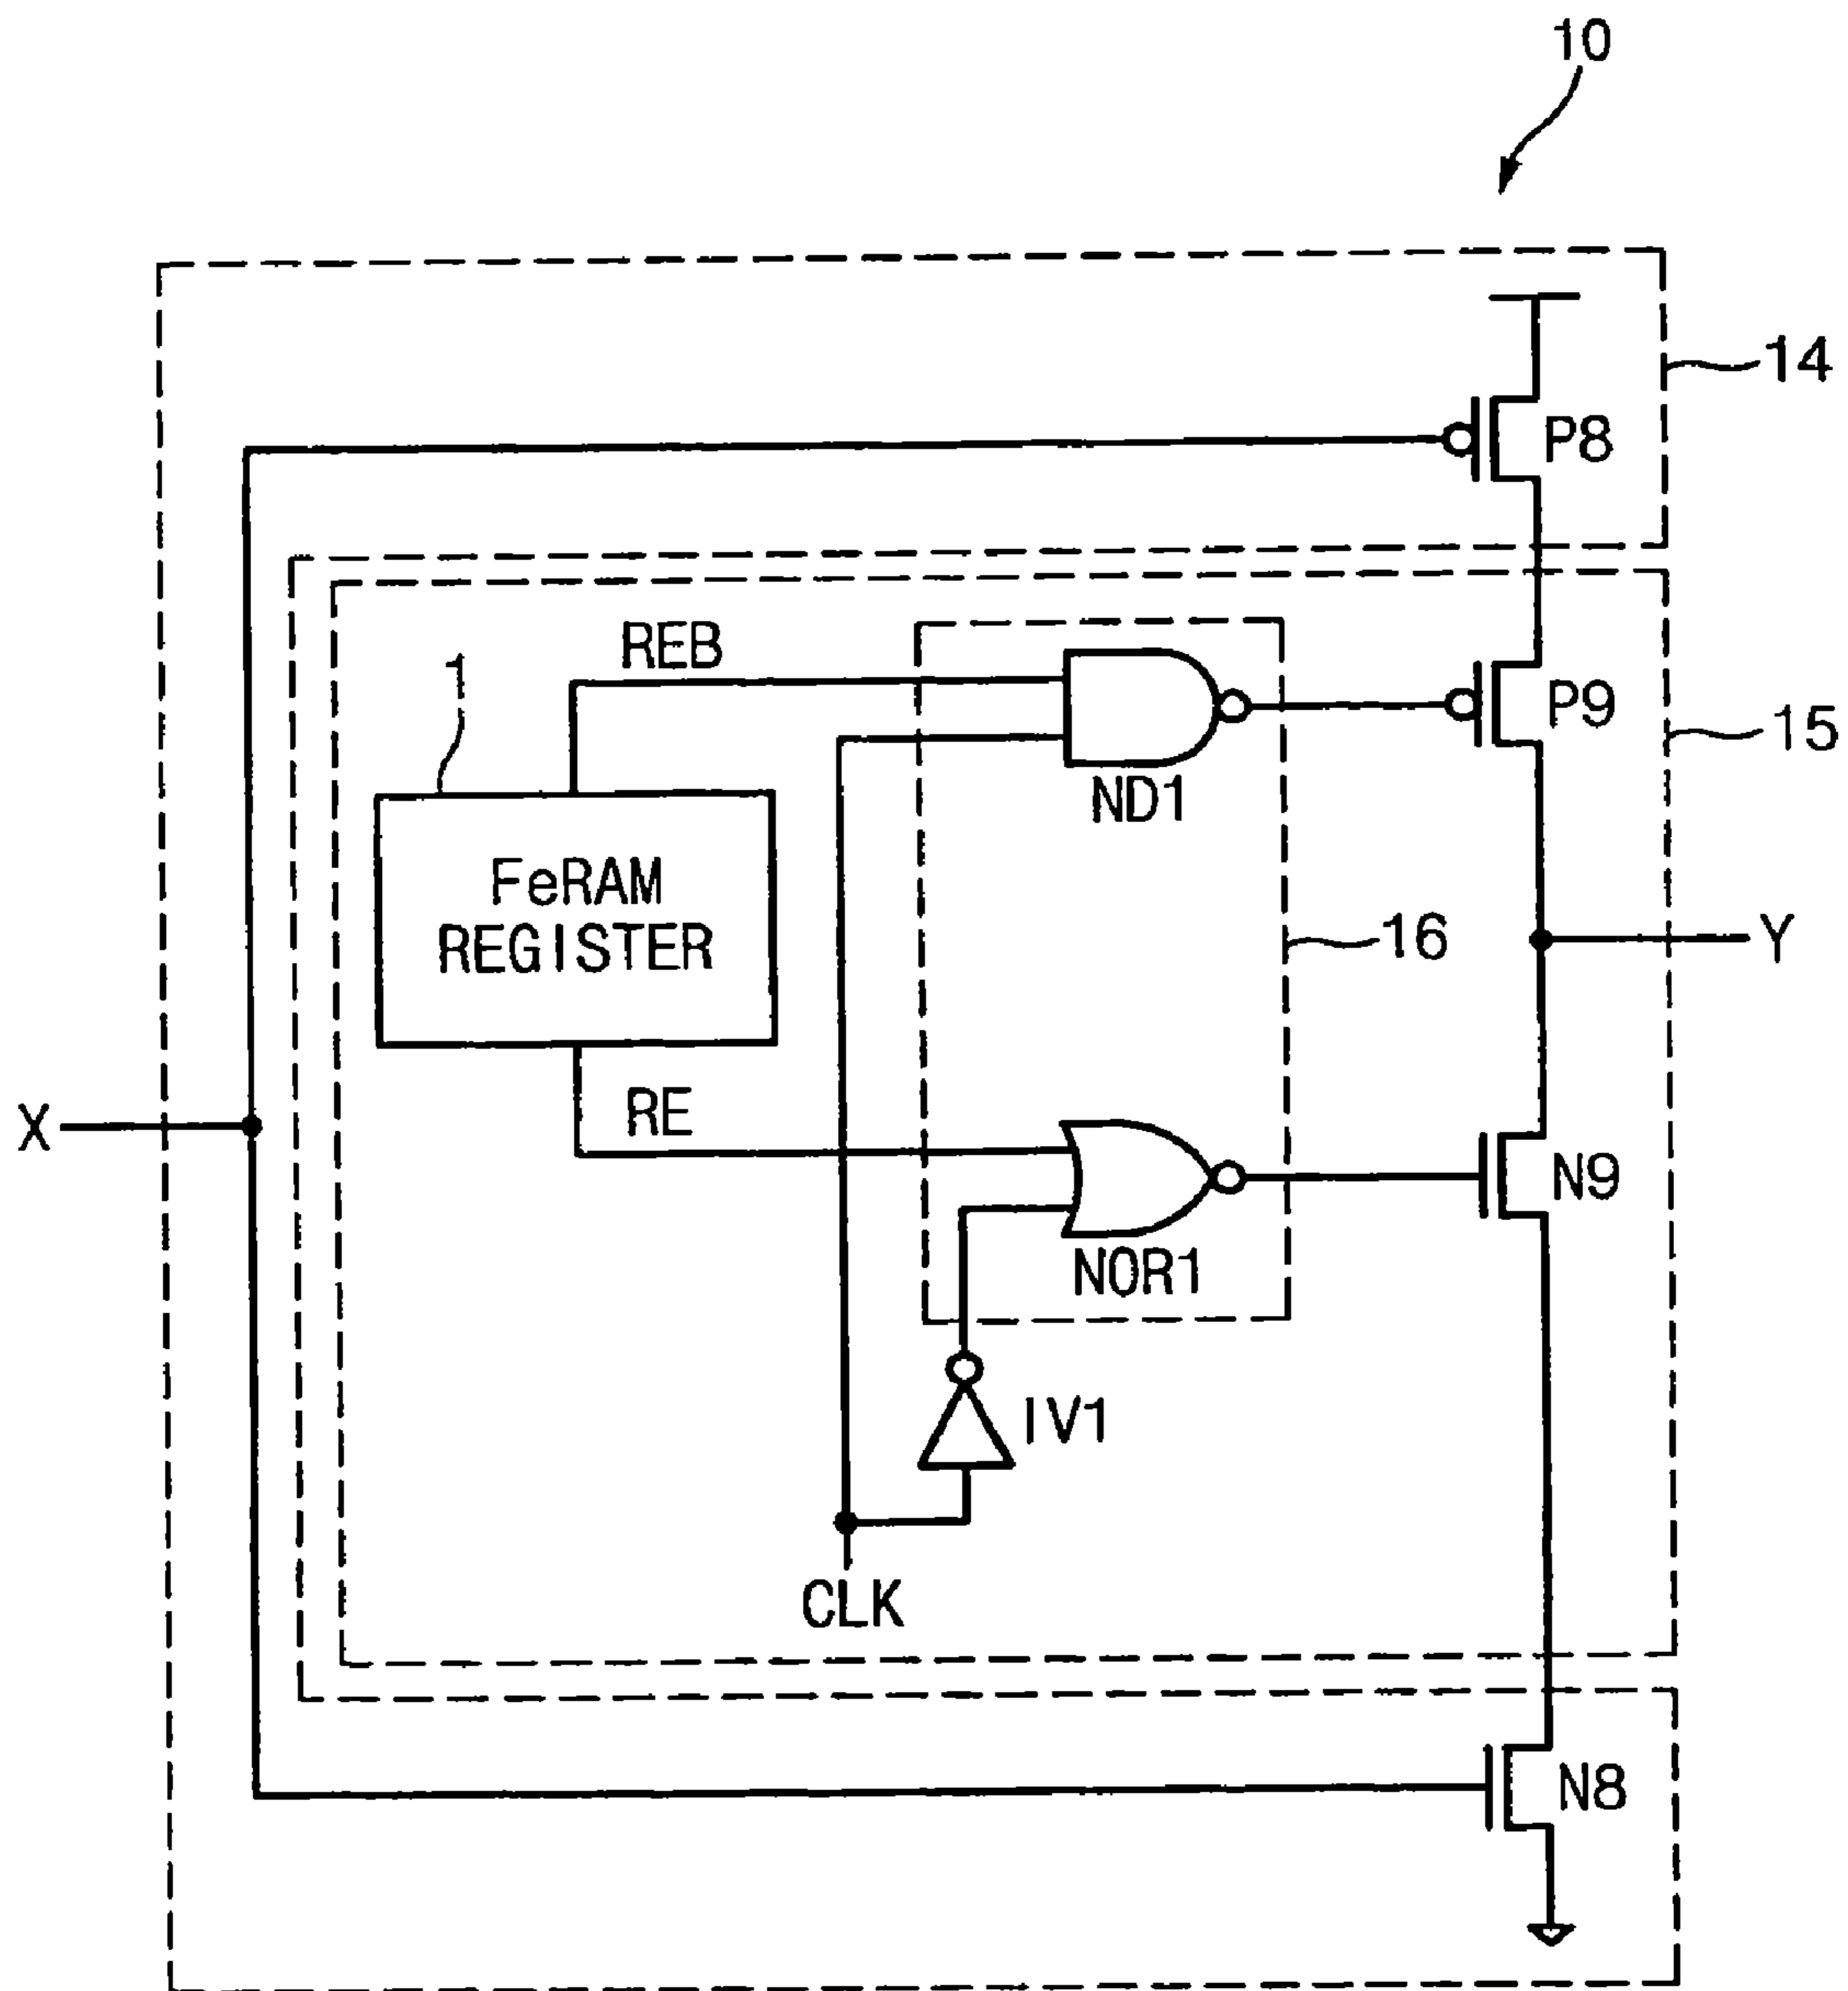 10
14
P8
REB
1
P9
15
ND1
FeRAM
REGISTER
16
Y
X
RE
N9
NOR1
IV1
CLK
N8